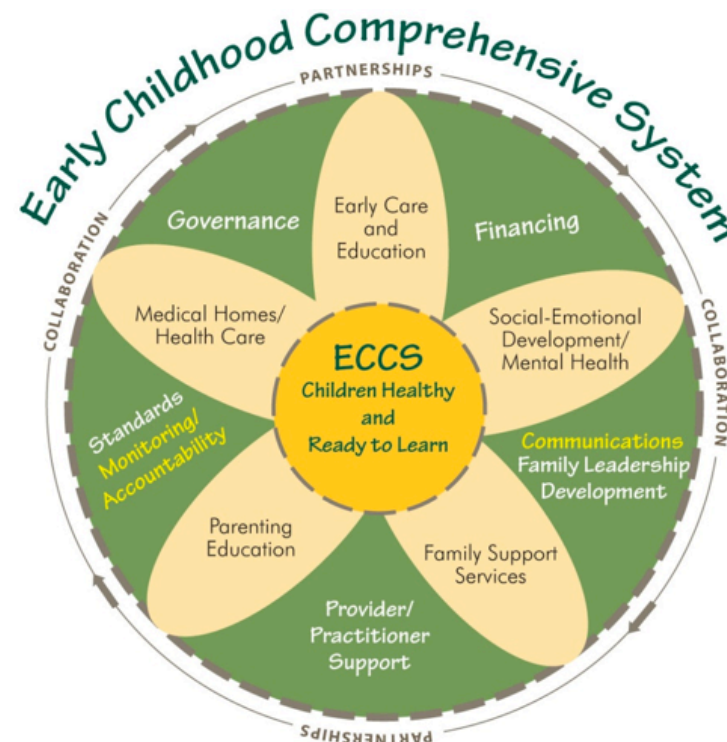 Early Childhood Comprehensive System
PARTNERSHIPS
COLLABORATION
COLLABORATION
Governance
Early Care
and
Education
Financing
Medical Homes/
Health Care
Social-Emotional
Development/
Mental Health
ECCS
Children Healthy
and
Ready to Learn
Standards
Monitoring/
Accountability
Communications
Family Leadership
Development
Parenting
Education
Family Support
Services
Provider/
Practitioner
Support
PARTNERSHIPS